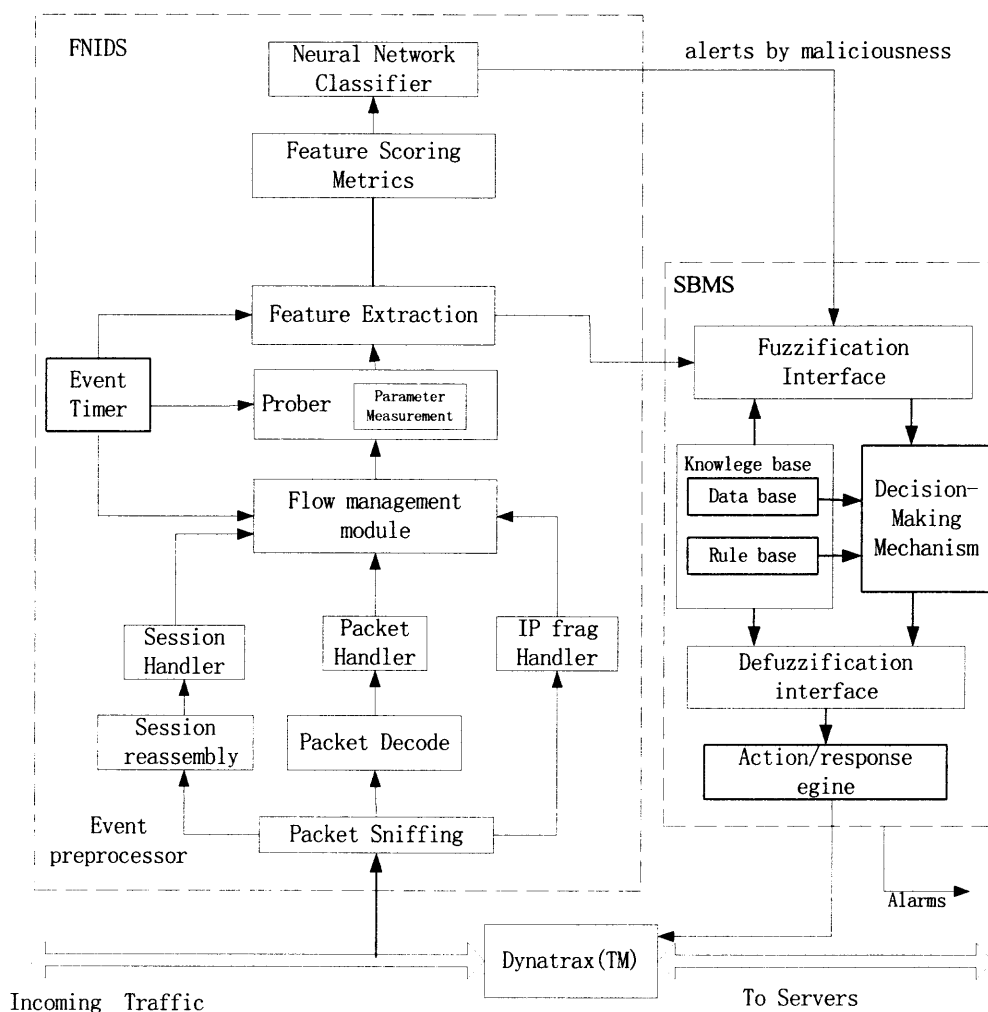 FNIDS
Neural Network
Classifier
alerts by maliciousness
Feature Scoring
Metrics
SBMS
Feature Extraction
Fuzzification
Interface
Event
Timer
Prober
Parameter
Measurement
Knowlege base
Data base
Decision-
Making
Mechanism
Rule base
Flow management
module
Session
Handler
Packet
Handler
IP frag
Handler
Defuzzification
interface
Session
reassembly
Packet Decode
Action/response
egine
Event
preprocessor
Packet Sniffing
Alarms
Dynatrax(TM)
Incoming Traffic
To Servers